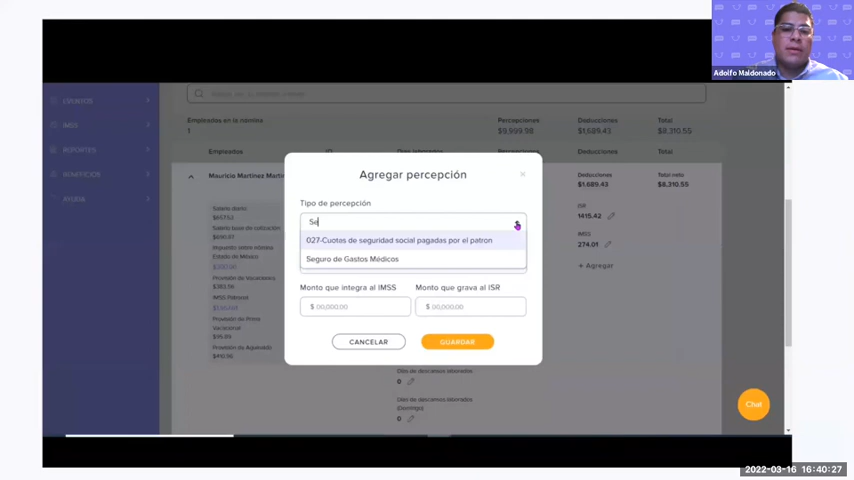 Adolfo Maldonado
EVENTOS
IMSS
REPORTES
BENEFICIOS
AYUDA
Empleados en la nómina
1
Percepciones
$9,999.98
Deducciones
$1,689.43
Total
$8,310.55
Empleados
Percepciones
Deducciones
Total
Mauricio Martínez Martín
Deducciones
$1,689.43
Total neto
$8,310.55
ISR
1415.42
IMSS
274.01
+ Agregar
Salario diario
$657.53
Salario base de cotización
Impuesto sobre nómina
Estado de México
Provisión de Vacaciones
IMSS Patronal
Provisión de Prima
Vacacional
Provisión de Aguinaldo
Agregar percepción
×
Tipo de percepción
Se
027-Cuotas de seguridad social pagadas por el patron
Seguro de Gastos Médicos
Monto que integra al IMSS
Monto que grava al ISR
$ 00,000.00
$ 00,000.00
CANCELAR
GUARDAR
Días de descansos laborados
0
Días de descansos laborados
(Domingo)
0
Chat
2022-03-16 16:40:27